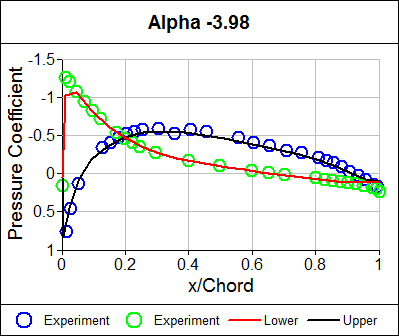 Alpha -3.98
-1.5
-1
-0.5
0
0.5
1
Pressure Coefficient
0 0.2 0.4 0.6 0.8 1
x/Chord
Experiment Experiment Lower Upper